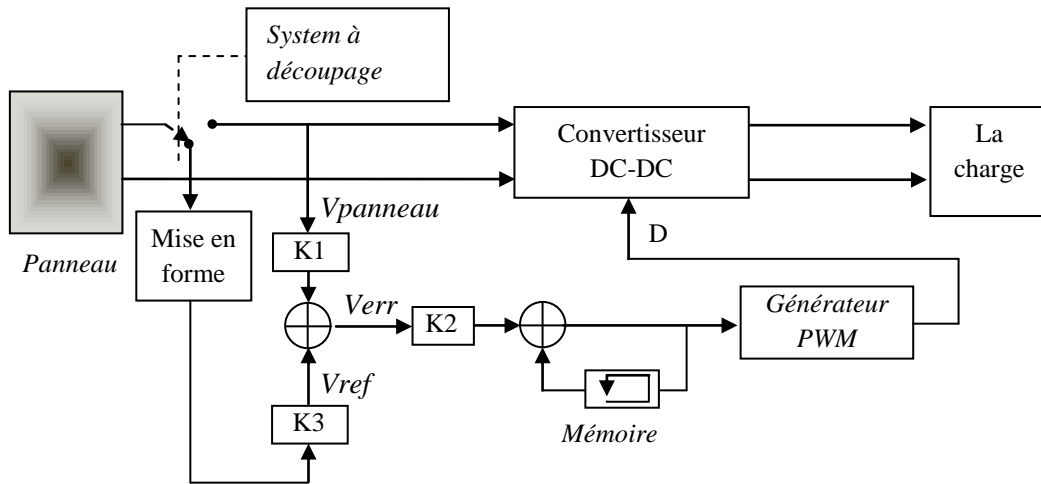 System à
découpage
Convertisseur
DC-DC
La
charge
Vpanneau
Panneau
Mise en
forme
K1
D
Verr
K2
Générateur
PWM
Vref
K3
Mémoire